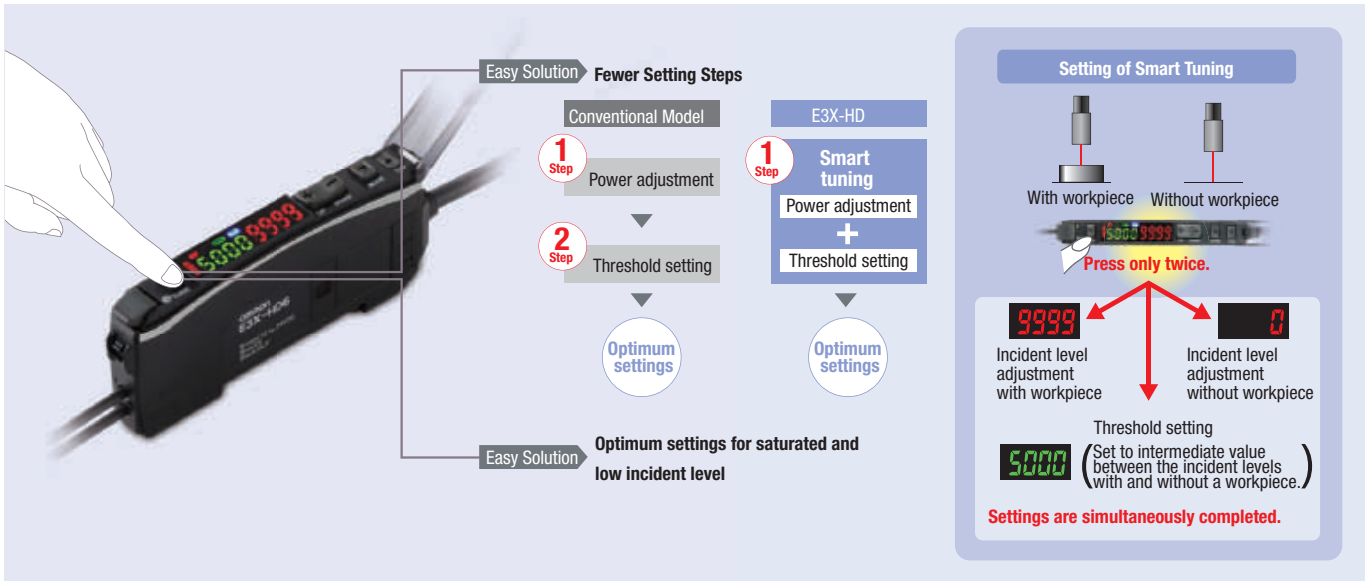 Easy Solution
Fewer Setting Steps
Conventional Model
1
Step
Power adjustment
2
Step
Threshold setting
Optimum
settings
E3X-HD
1
Step
Smart
tuning
Power adjustment
+
Threshold setting
Optimum
settings
Easy Solution
Optimum settings for saturated and
low incident level
5000 9999
omron
E3X-HD6
Setting of Smart Tuning
With workpiece
Without workpiece
5000 9999
Press only twice.
9999
Incident level
adjustment
with workpiece
0
Incident level
adjustment
without workpiece
Threshold setting
5000
(Set to intermediate value
between the incident levels
with and without a workpiece.)
Settings are simultaneously completed.